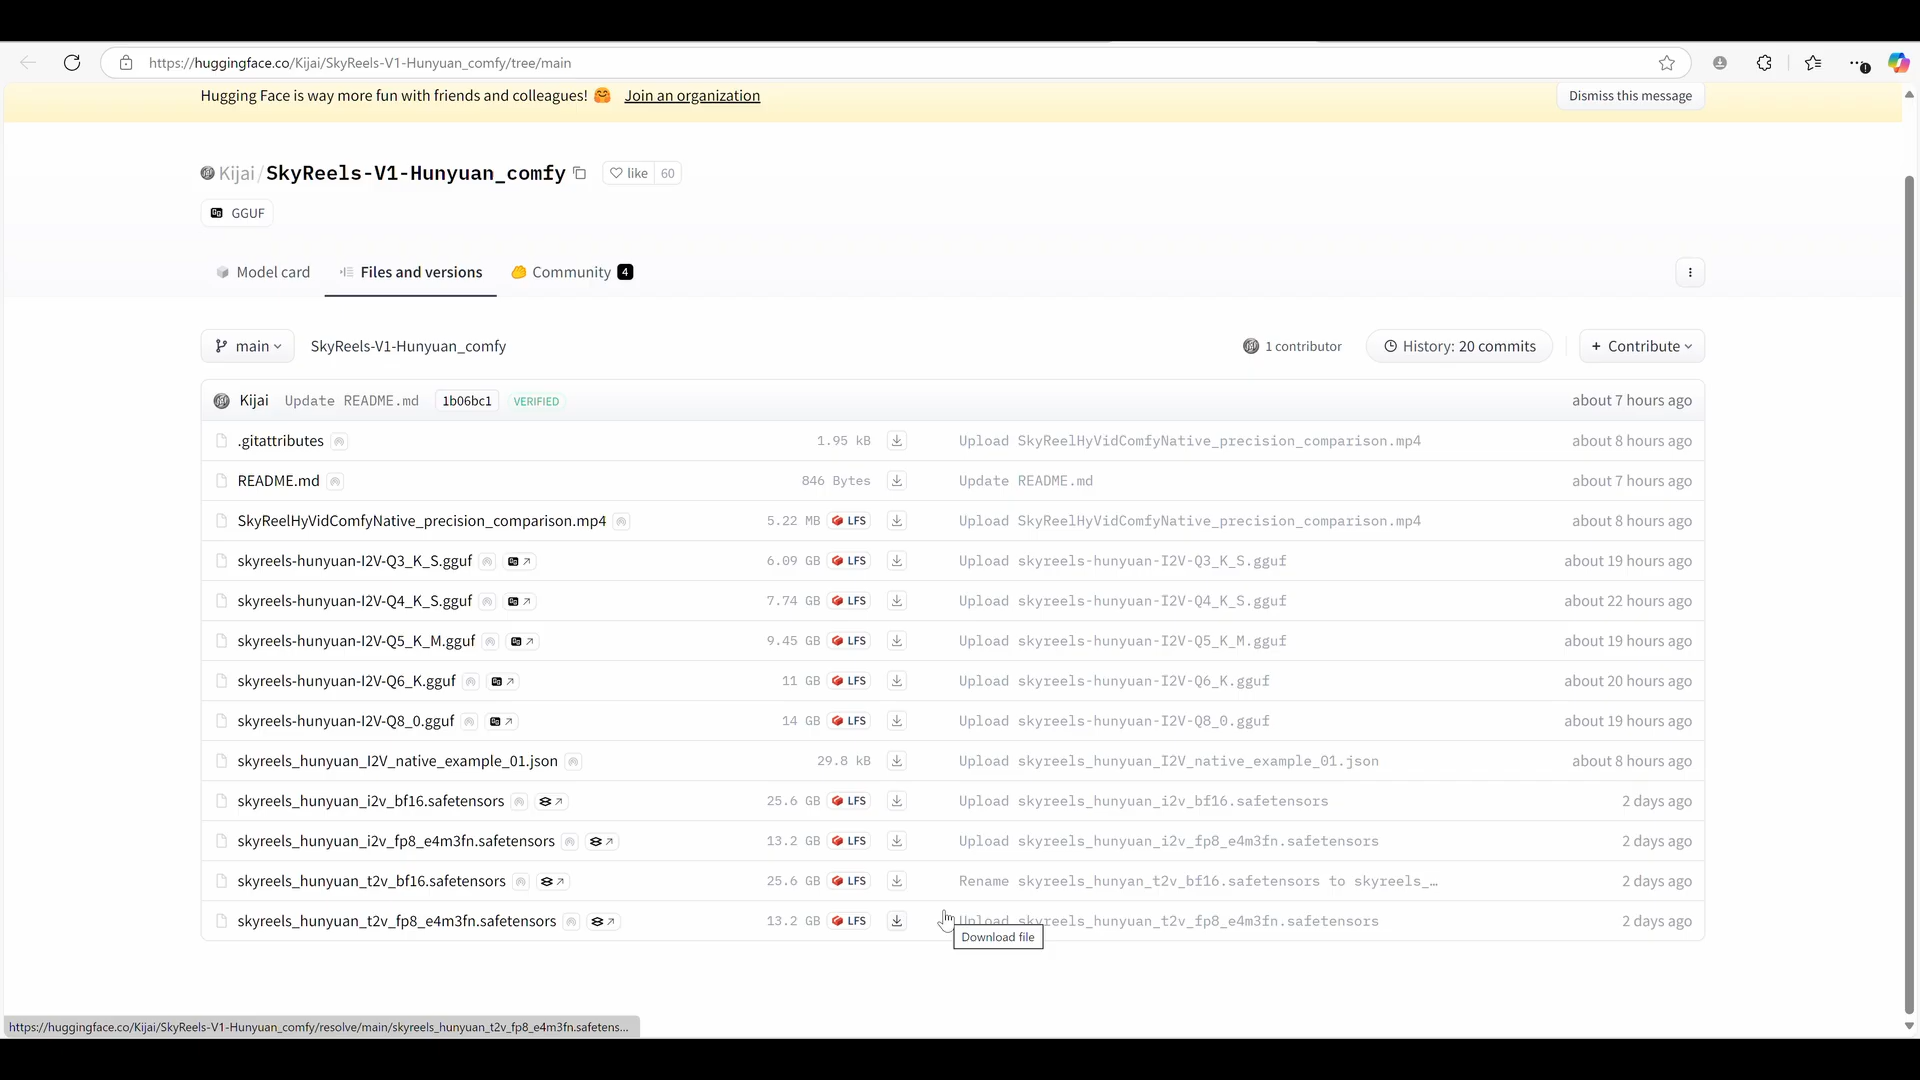 https://huggingface.co/Kijai/SkyReels-V1-Hunyuan_comfy/tree/main
Hugging Face is way more fun with friends and colleagues! 🤗 Join an organization
Dismiss this message
Kijai/SkyReels-V1-Hunyuan_comfy
like 60
GGUF
Model card
Files and versions
Community 4
main
SkyReels-V1-Hunyuan_comfy
1 contributor
History: 20 commits
+ Contribute
Kijai Update README.md 1b06bc1 VERIFIED about 7 hours ago
.gitattributes 1.95 kB Upload SkyReelHyVidComfyNative_precision_comparison.mp4 about 8 hours ago
README.md 846 Bytes Update README.md about 7 hours ago
SkyReelHyVidComfyNative_precision_comparison.mp4 5.22 MB LFS Upload SkyReelHyVidComfyNative_precision_comparison.mp4 about 8 hours ago
skyreels-hunyuan-I2V-Q3_K_S.gguf 6.09 GB LFS Upload skyreels-hunyuan-I2V-Q3_K_S.gguf about 19 hours ago
skyreels-hunyuan-I2V-Q4_K_S.gguf 7.74 GB LFS Upload skyreels-hunyuan-I2V-Q4_K_S.gguf about 22 hours ago
skyreels-hunyuan-I2V-Q5_K_M.gguf 9.45 GB LFS Upload skyreels-hunyuan-I2V-Q5_K_M.gguf about 19 hours ago
skyreels-hunyuan-I2V-Q6_K.gguf 11 GB LFS Upload skyreels-hunyuan-I2V-Q6_K.gguf about 20 hours ago
skyreels-hunyuan-I2V-Q8_0.gguf 14 GB LFS Upload skyreels-hunyuan-I2V-Q8_0.gguf about 19 hours ago
skyreels_hunyuan_I2V_native_example_01.json 29.8 kB Upload skyreels_hunyuan_I2V_native_example_01.json about 8 hours ago
skyreels_hunyuan_i2v_bf16.safetensors 25.6 GB LFS Upload skyreels_hunyuan_i2v_bf16.safetensors 2 days ago
skyreels_hunyuan_i2v_fp8_e4m3fn.safetensors 13.2 GB LFS Upload skyreels_hunyuan_i2v_fp8_e4m3fn.safetensors 2 days ago
skyreels_hunyuan_t2v_bf16.safetensors 25.6 GB LFS Rename skyreels_hunyan_t2v_bf16.safetensors to skyreels_… 2 days ago
skyreels_hunyuan_t2v_fp8_e4m3fn.safetensors 13.2 GB LFS Upload skyreels_hunyuan_t2v_fp8_e4m3fn.safetensors 2 days ago
Download file
https://huggingface.co/Kijai/SkyReels-V1-Hunyuan_comfy/resolve/main/skyreels_hunyuan_t2v_fp8_e4m3fn.safetens...